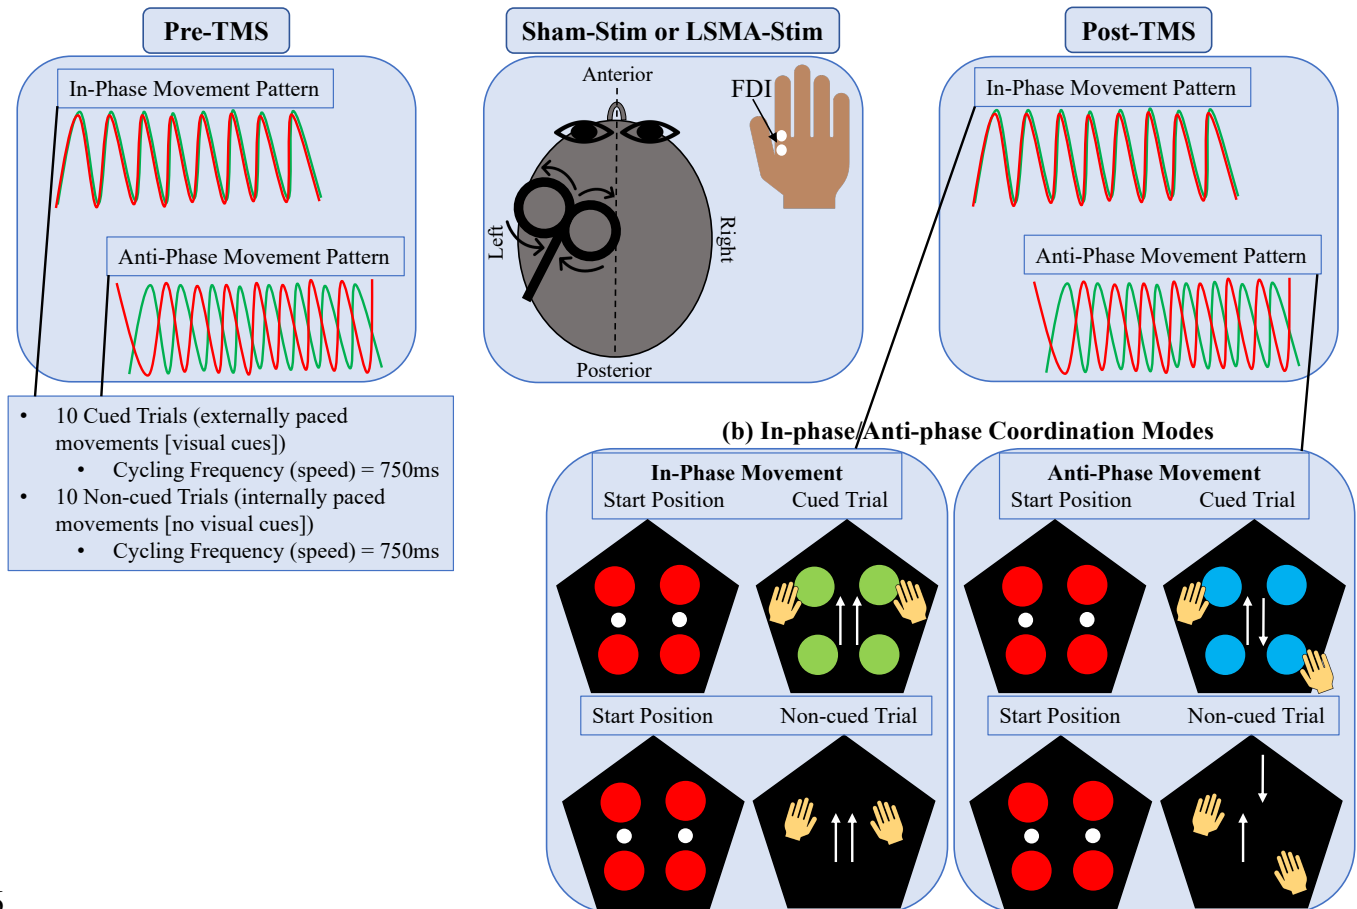 Pre-TMS
In-Phase Movement Pattern
Anti-Phase Movement Pattern
• 10 Cued Trials (externally paced
movements [visual cues])
• Cycling Frequency (speed) = 750ms
• 10 Non-cued Trials (internally paced
movements [no visual cues])
• Cycling Frequency (speed) = 750ms
Sham-Stim or LSMA-Stim
Anterior
FDI
Left
Right
Posterior
Post-TMS
In-Phase Movement Pattern
Anti-Phase Movement Pattern
(b) In-phase/Anti-phase Coordination Modes
In-Phase Movement
Start Position Cued Trial
Start Position Non-cued Trial
Anti-Phase Movement
Start Position Cued Trial
Start Position Non-cued Trial